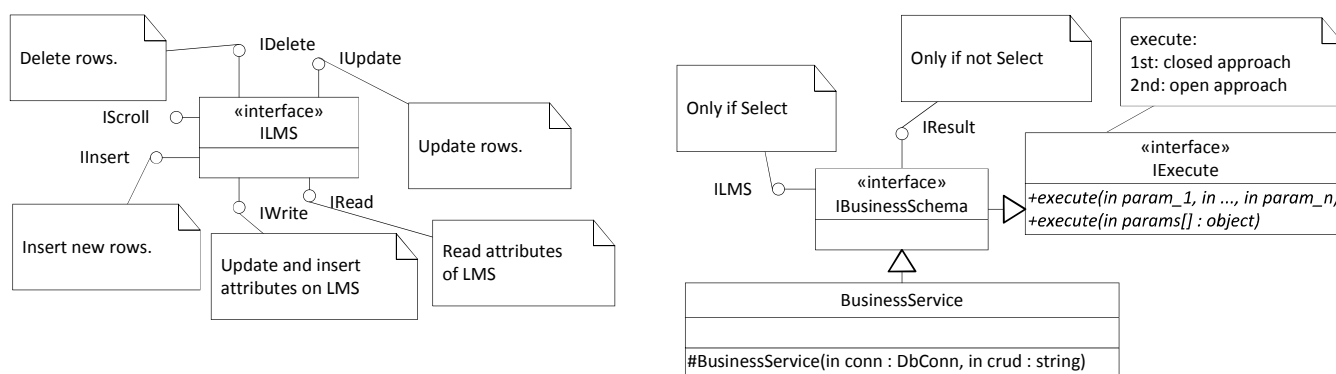 Delete rows.
IDelete
IUpdate
IScroll
«interface»
ILMS
IInsert
Update rows.
IWrite
IRead
Insert new rows.
Update and insert
attributes on LMS
Read attributes
of LMS
Only if Select
Only if not Select
execute:
1st: closed approach
2nd: open approach
IResult
ILMS
«interface»
IBusinessSchema
«interface»
IExecute
+execute(in param_1, in ..., in param_n)
+execute(in params[] : object)
BusinessService
#BusinessService(in conn : DbConn, in crud : string)